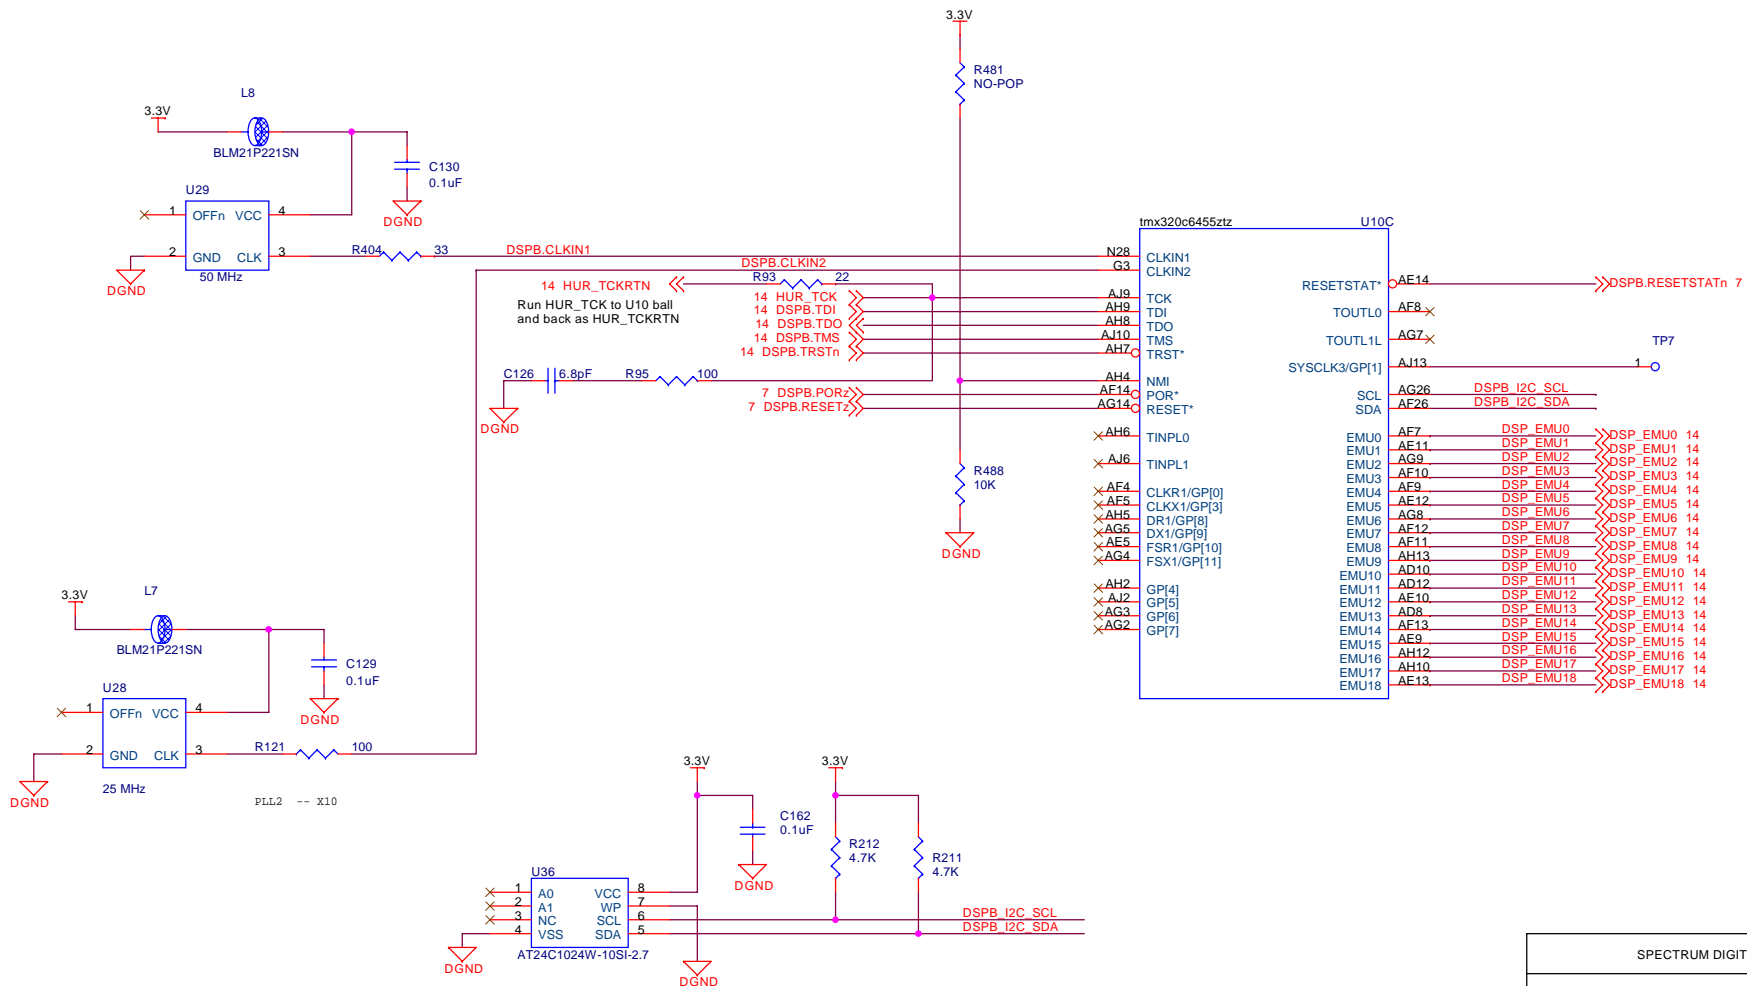 3.3V
R481
NO-POP
L8
3.3V
BLM21P221SN
C130
0.1uF
DGND
U29
1 OFFn VCC 4
2 GND CLK 3
50 MHz
DGND
R404 33
DSPB.CLKIN1
DSPB.CLKIN2
14 HUR_TCKRTN
R93 22
Run HUR_TCK to U10 ball
and back as HUR_TCKRTN
14 HUR_TCK
14 DSPB.TDI
14 DSPB.TDO
14 DSPB.TMS
14 DSPB.TRSTn
C126 6.8pF R95 100
DGND
7 DSPB.PORz
7 DSPB.RESETz
R488
10K
DGND
tmx320c6455ztz U10C
N28 CLKIN1
G3 CLKIN2
AJ9 TCK
AH9 TDI
AH8 TDO
AJ10 TMS
AH7 TRST*
AH4 NMI
AF14 POR*
AG14 RESET*
AH6 TINPL0
AJ6 TINPL1
AF4 CLKR1/GP[0]
AF5 CLKX1/GP[3]
AH5 DR1/GP[8]
AG5 DX1/GP[9]
AE5 FSR1/GP[10]
AG4 FSX1/GP[11]
AH2 GP[4]
AJ2 GP[5]
AG3 GP[6]
AG2 GP[7]
RESETSTAT* AE14 DSPB.RESETSTATn 7
TOUTL0 AF8
TOUTL1L AG7
TP7
SYSCLK3/GP[1] AJ13 1
SCL AG26 DSPB_I2C_SCL
SDA AF26 DSPB_I2C_SDA
EMU0 AF7 DSP_EMU0 DSP_EMU0 14
EMU1 AE11 DSP_EMU1 DSP_EMU1 14
EMU2 AG9 DSP_EMU2 DSP_EMU2 14
EMU3 AF10 DSP_EMU3 DSP_EMU3 14
EMU4 AF9 DSP_EMU4 DSP_EMU4 14
EMU5 AE12 DSP_EMU5 DSP_EMU5 14
EMU6 AG8 DSP_EMU6 DSP_EMU6 14
EMU7 AF12 DSP_EMU7 DSP_EMU7 14
EMU8 AF11 DSP_EMU8 DSP_EMU8 14
EMU9 AH13 DSP_EMU9 DSP_EMU9 14
EMU10 AD10 DSP_EMU10 DSP_EMU10 14
EMU11 AD12 DSP_EMU11 DSP_EMU11 14
EMU12 AE10 DSP_EMU12 DSP_EMU12 14
EMU13 AD8 DSP_EMU13 DSP_EMU13 14
EMU14 AF13 DSP_EMU14 DSP_EMU14 14
EMU15 AE9 DSP_EMU15 DSP_EMU15 14
EMU16 AH12 DSP_EMU16 DSP_EMU16 14
EMU17 AH10 DSP_EMU17 DSP_EMU17 14
EMU18 AE13 DSP_EMU18 DSP_EMU18 14
L7
3.3V
BLM21P221SN
C129
0.1uF
DGND
U28
1 OFFn VCC 4
2 GND CLK 3
25 MHz
DGND
R121 100
PLL2 -- X10
3.3V
3.3V
C162
0.1uF
DGND
R212
4.7K
R211
4.7K
U36
1 A0 VCC 8
2 A1 WP 7
3 NC SCL 6 DSPB_I2C_SCL
4 VSS SDA 5 DSPB_I2C_SDA
AT24C1024W-10SI-2.7
DGND
DGND
SPECTRUM DIGIT